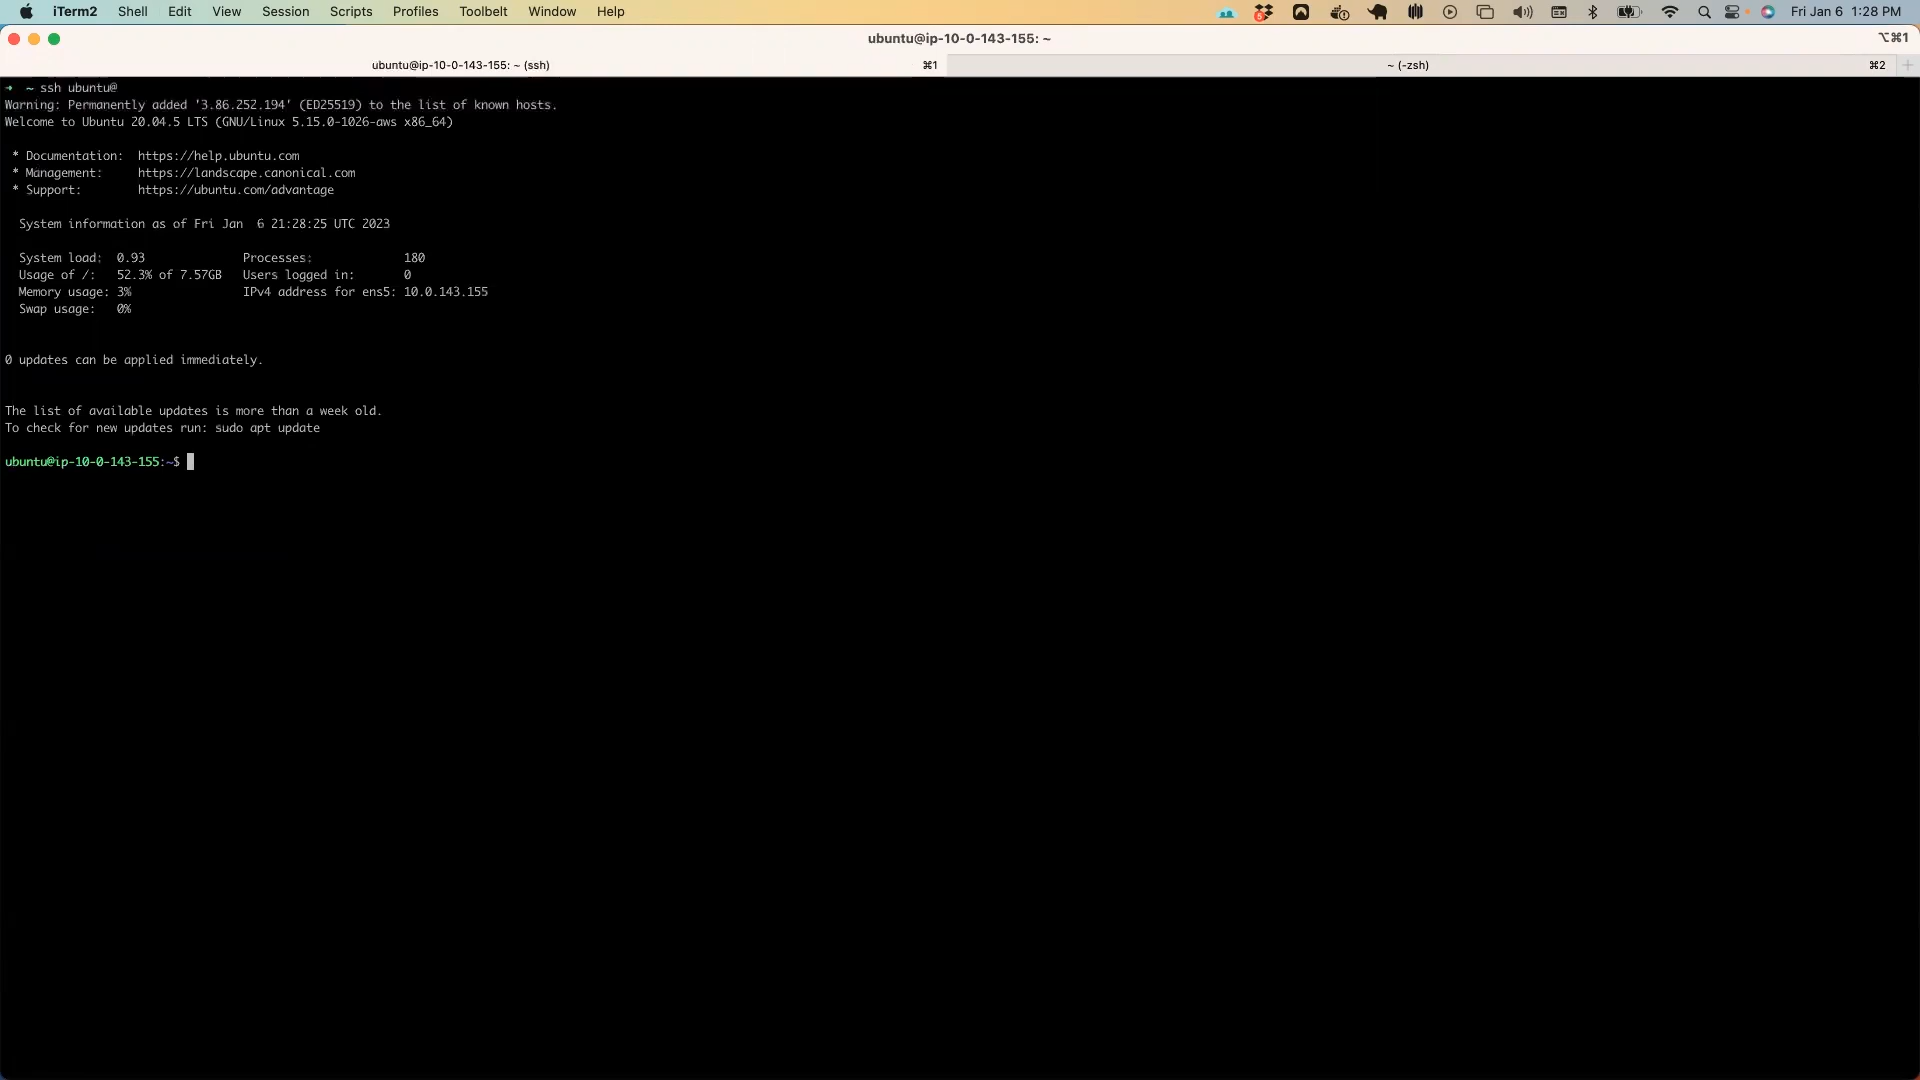 iTerm2 Shell Edit View Session Scripts Profiles Toolbelt Window Help Fri Jan 6 1:28 PM
ubuntu@ip-10-0-143-155: ~ ⌥⌘1
ubuntu@ip-10-0-143-155: ~ (ssh) ⌘1 ~ (-zsh) ⌘2
➜ ~ ssh ubuntu@
Warning: Permanently added '3.86.252.194' (ED25519) to the list of known hosts.
Welcome to Ubuntu 20.04.5 LTS (GNU/Linux 5.15.0-1026-aws x86_64)
* Documentation: https://help.ubuntu.com
* Management: https://landscape.canonical.com
* Support: https://ubuntu.com/advantage
System information as of Fri Jan 6 21:28:25 UTC 2023
System load: 0.93 Processes: 180
Usage of /: 52.3% of 7.57GB Users logged in: 0
Memory usage: 3% IPv4 address for ens5: 10.0.143.155
Swap usage: 0%
0 updates can be applied immediately.
The list of available updates is more than a week old.
To check for new updates run: sudo apt update
ubuntu@ip-10-0-143-155:~$